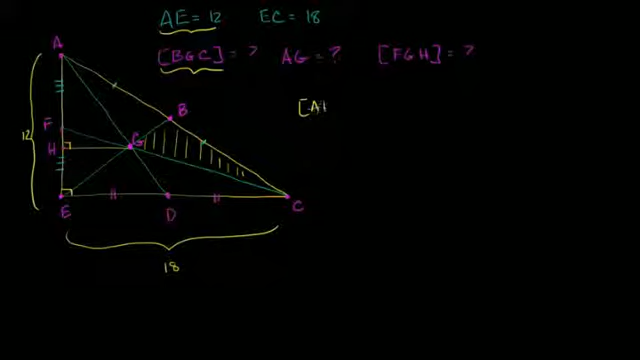 AE = 12 EC = 18
[BGC] = ? AG = ? [FGH] = ?
A
[A
B
F
12
G
H
E
D
C
18